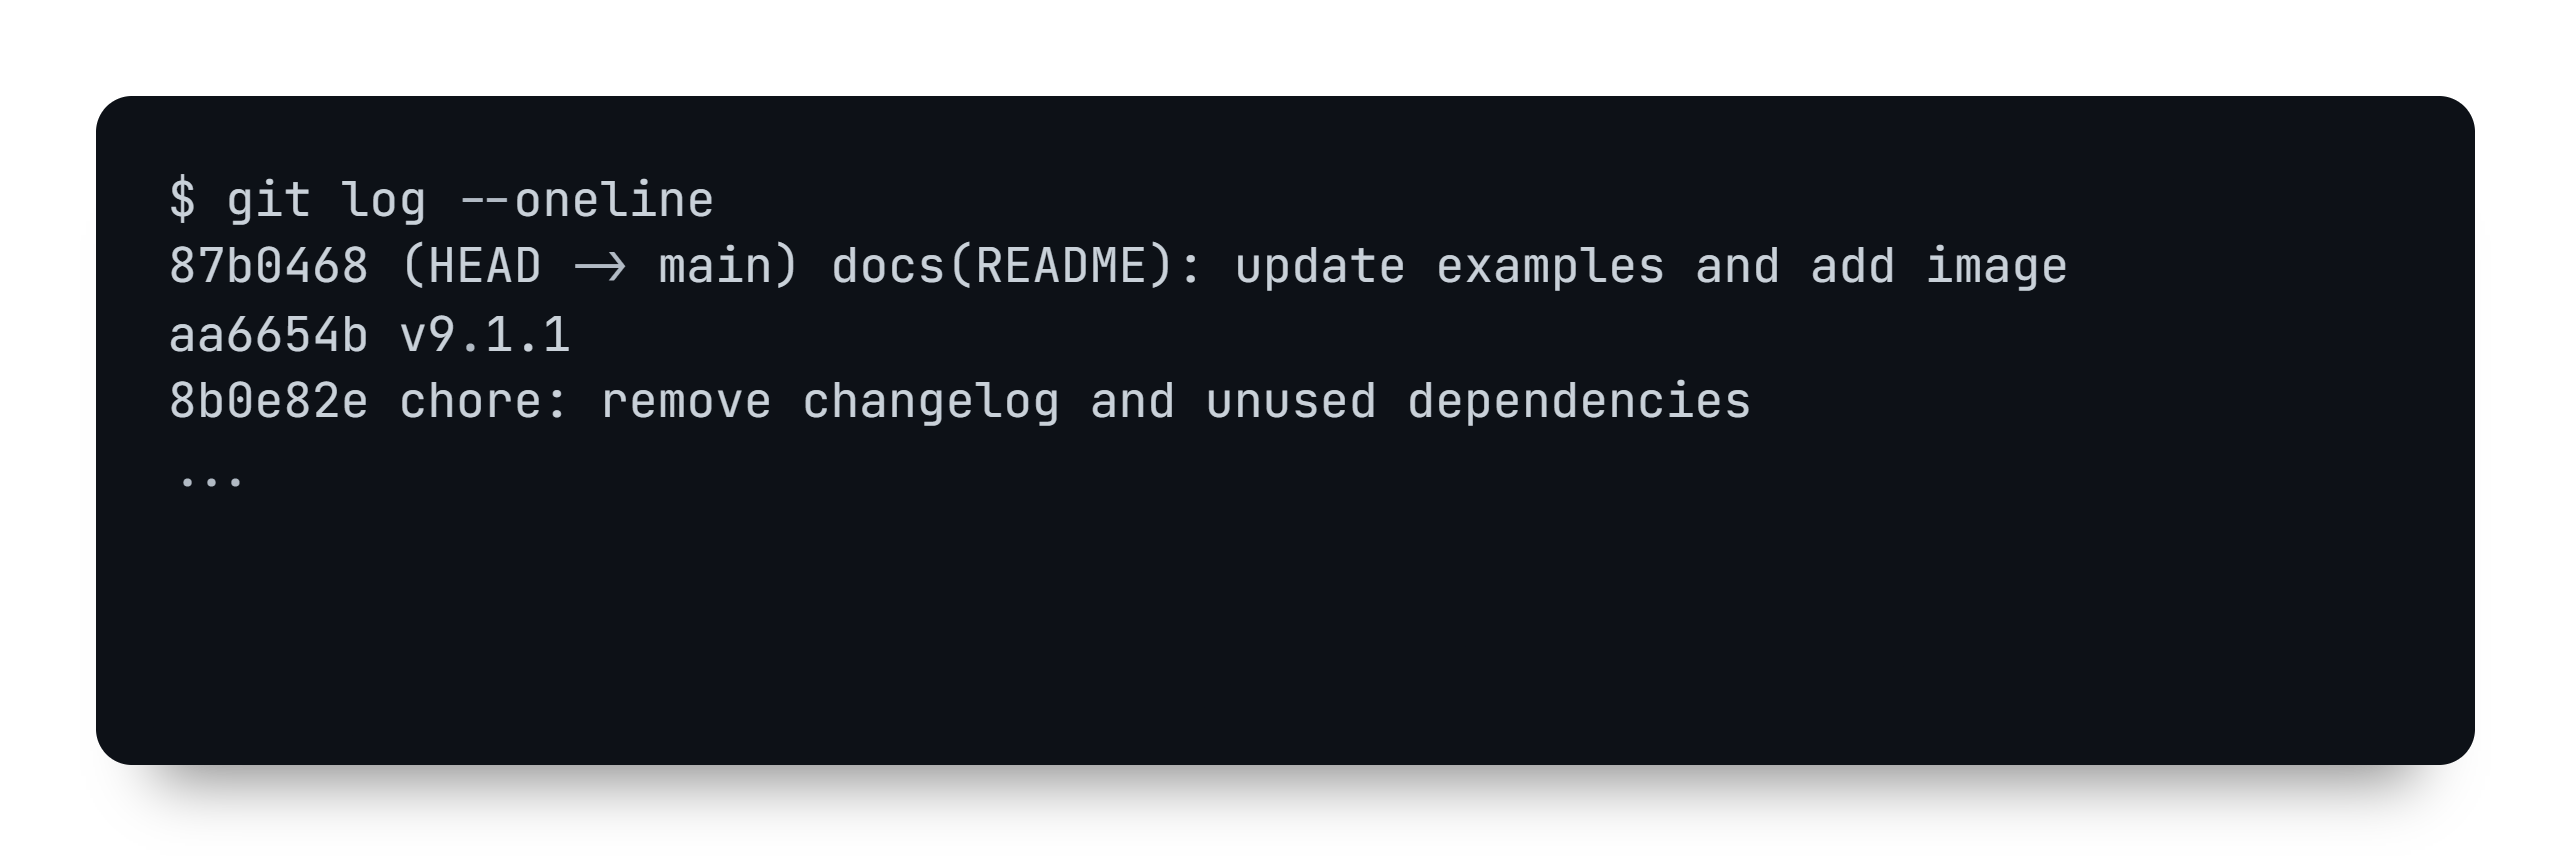 $ git log --oneline
87b0468 (HEAD -> main) docs(README): update examples and add image
aa6654b v9.1.1
8b0e82e chore: remove changelog and unused dependencies
...